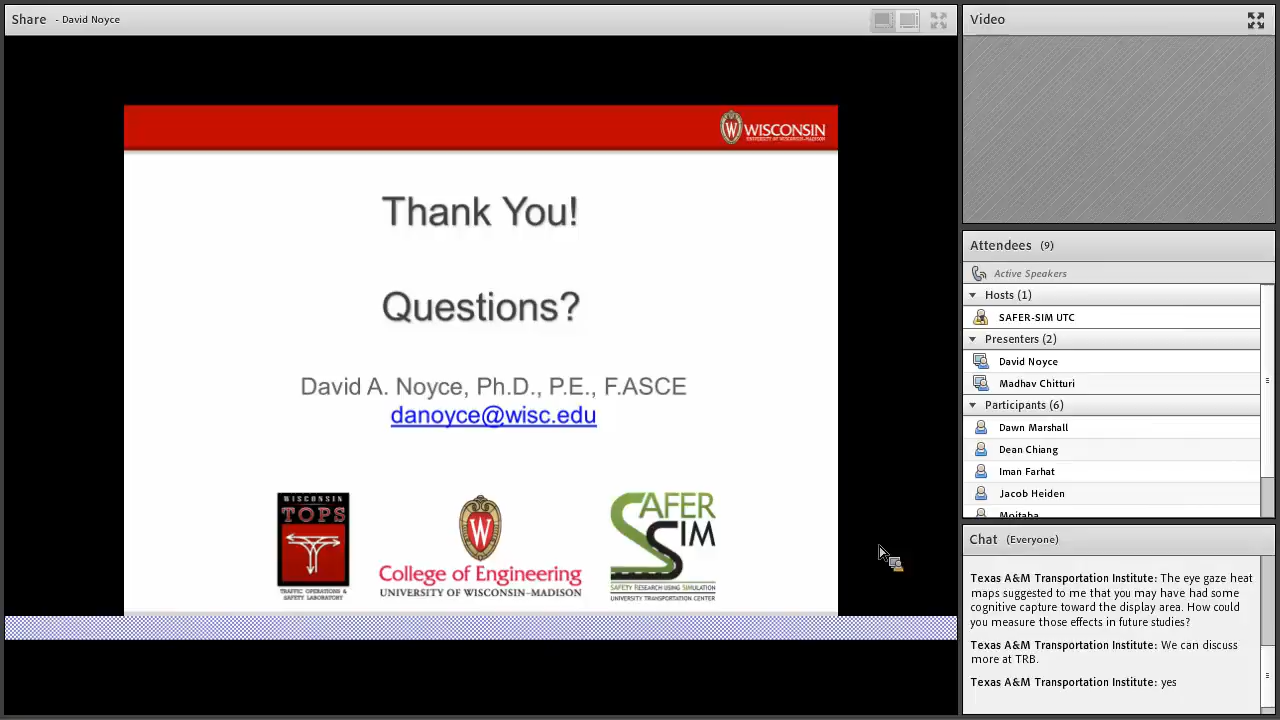 Share - David Noyce
WISCONSIN
UNIVERSITY OF WISCONSIN-MADISON
Thank You!
Questions?
David A. Noyce, Ph.D., P.E., F.ASCE
danoyce@wisc.edu
WISCONSIN
TOPS
TRAFFIC OPERATIONS &
SAFETY LABORATORY
W
College of Engineering
UNIVERSITY OF WISCONSIN–MADISON
SAFER
SIM
SAFETY RESEARCH USING SIMULATION
UNIVERSITY TRANSPORTATION CENTER
Video
Attendees (9)
Active Speakers
Hosts (1)
SAFER-SIM UTC
Presenters (2)
David Noyce
Madhav Chitturi
Participants (6)
Dawn Marshall
Dean Chiang
Iman Farhat
Jacob Heiden
Mojtaba
Chat (Everyone)
Texas A&M Transportation Institute: The eye gaze heat
maps suggested to me that you may have had some
cognitive capture toward the display area. How could
you measure those effects in future studies?
Texas A&M Transportation Institute: We can discuss
more at TRB.
Texas A&M Transportation Institute: yes